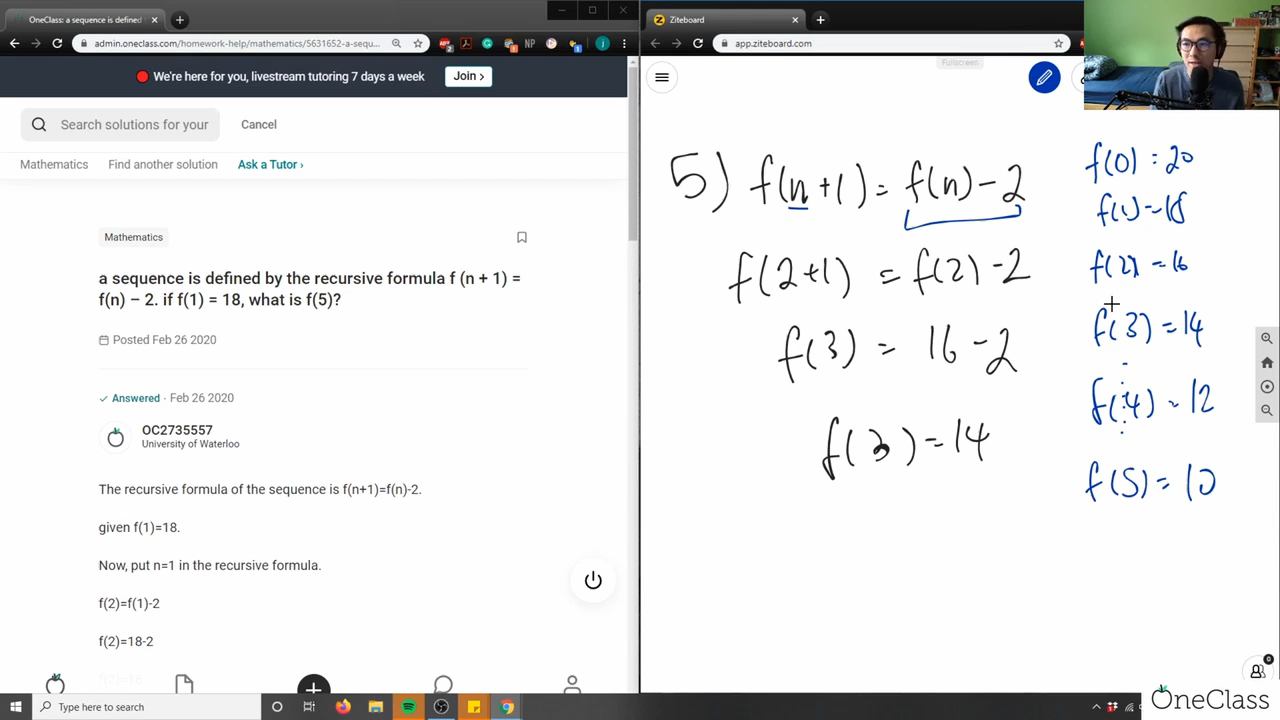 OneClass: a sequence is defined
Ziteboard
admin.oneclass.com/homework-help/mathematics/5631652-a-sequ...
NP
app.ziteboard.com
We're here for you, livestream tutoring 7 days a week
Join ›
Fullscreen
Search solutions for your
Cancel
Mathematics
Find another solution
Ask a Tutor ›
Mathematics
a sequence is defined by the recursive formula f (n + 1) =
f(n) − 2. if f(1) = 18, what is f(5)?
Posted Feb 26 2020
Answered · Feb 26 2020
OC2735557
University of Waterloo
The recursive formula of the sequence is f(n+1)=f(n)-2.
given f(1)=18.
Now, put n=1 in the recursive formula.
f(2)=f(1)-2
f(2)=18-2
f(2)=16
5) f(n+1) = f(n) - 2
f(2+1) = f(2) - 2
f(3) = 16 - 2
f(3) = 14
f(0) = 20
f(1) = 18
f(2) = 16
f(3) = 14
f(4) = 12
f(5) = 10
Type here to search
0
OneClass